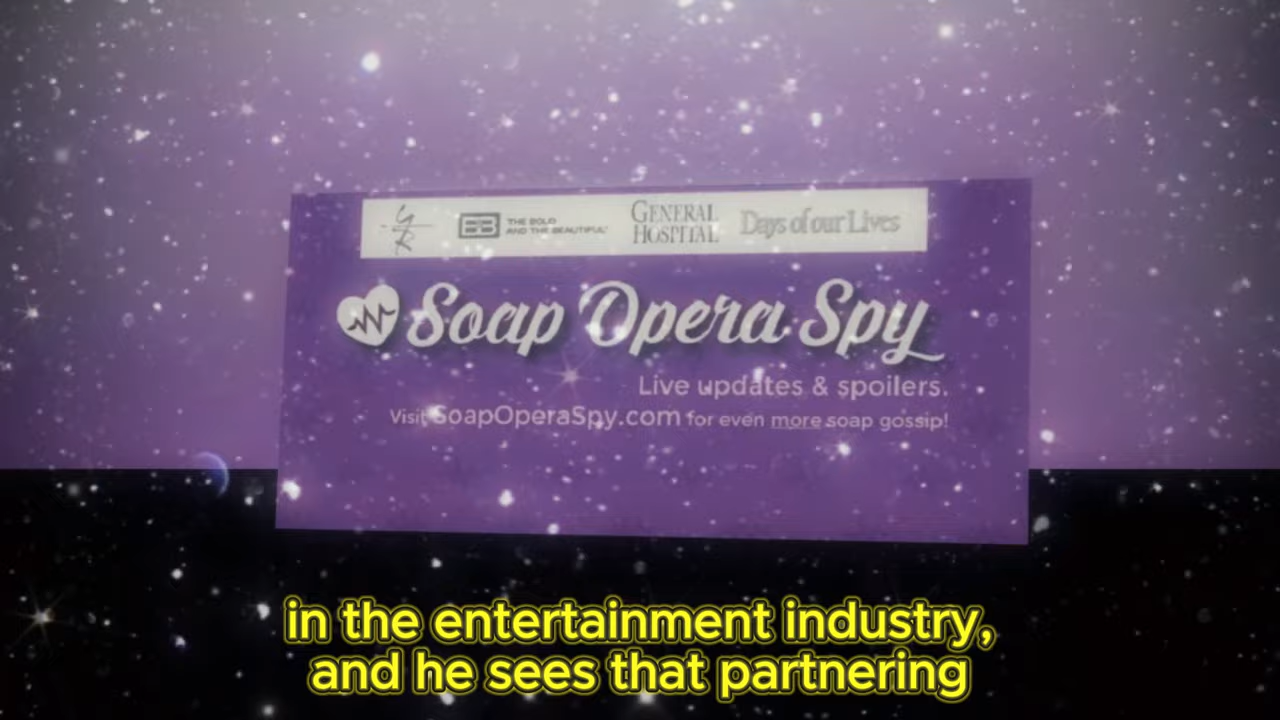 Y&R
B&B THE BOLD AND THE BEAUTIFUL
GENERAL HOSPITAL
Days of our Lives
Soap Opera Spy
Live updates & spoilers.
Visit SoapOperaSpy.com for even more soap gossip!
in the entertainment industry,
and he sees that partnering